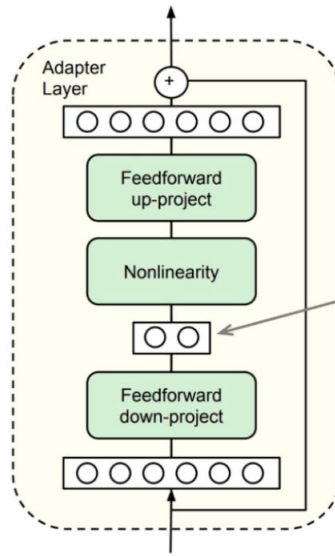 Adapter
Layer
+
Feedforward
up-project
Nonlinearity
Feedforward
down-project